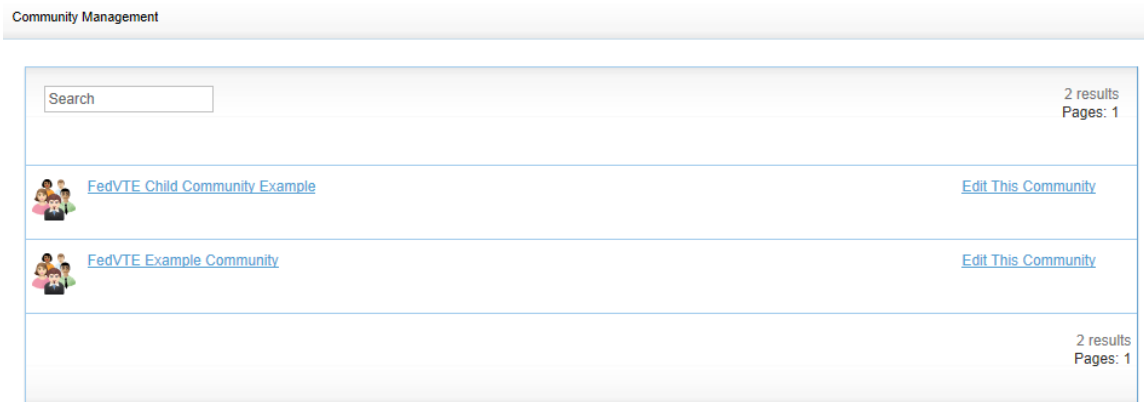 Community Management
Search
2 results
Pages: 1
FedVTE Child Community Example
Edit This Community
FedVTE Example Community
Edit This Community
2 results
Pages: 1